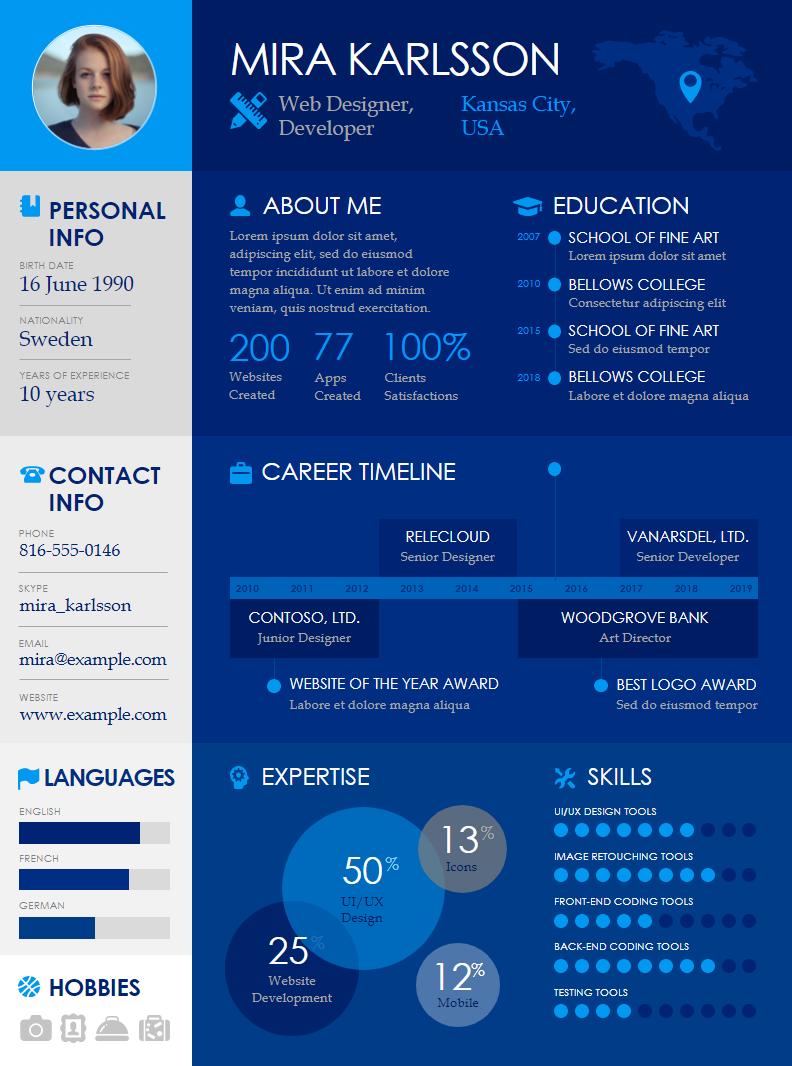 MIRA KARLSSON
Web Designer,
Developer
Kansas City,
USA
PERSONAL
INFO
BIRTH DATE
16 June 1990
NATIONALITY
Sweden
YEARS OF EXPERIENCE
10 years
ABOUT ME
Lorem ipsum dolor sit amet,
adipiscing elit, sed do eiusmod
tempor incididunt ut labore et dolore
magna aliqua. Ut enim ad minim
veniam, quis nostrud exercitation.
200
Websites
Created
77
Apps
Created
100%
Clients
Satisfactions
EDUCATION
2007 SCHOOL OF FINE ART
Lorem ipsum dolor sit amet
2010 BELLOWS COLLEGE
Consectetur adipiscing elit
2015 SCHOOL OF FINE ART
Sed do eiusmod tempor
2018 BELLOWS COLLEGE
Labore et dolore magna aliqua
CONTACT
INFO
PHONE
816-555-0146
SKYPE
mira_karlsson
EMAIL
mira@example.com
WEBSITE
www.example.com
CAREER TIMELINE
RELECLOUD
Senior Designer
VANARSDEL, LTD.
Senior Developer
2010 2011 2012 2013 2014 2015 2016 2017 2018 2019
CONTOSO, LTD.
Junior Designer
WOODGROVE BANK
Art Director
WEBSITE OF THE YEAR AWARD
Labore et dolore magna aliqua
BEST LOGO AWARD
Sed do eiusmod tempor
LANGUAGES
ENGLISH
FRENCH
GERMAN
HOBBIES
EXPERTISE
50%
UI/UX
Design
13%
Icons
25%
Website
Development
12%
Mobile
SKILLS
UI/UX DESIGN TOOLS
IMAGE RETOUCHING TOOLS
FRONT-END CODING TOOLS
BACK-END CODING TOOLS
TESTING TOOLS